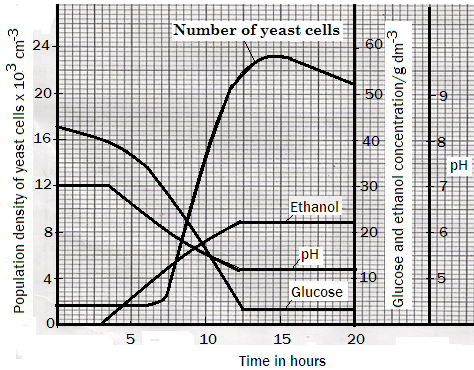 Number of yeast cells
Population density of yeast cells x 10³ cm⁻³
24
20
16
12
8
4
0
60
50
40
30
20
10
Glucose and ethanol concentration/g dm⁻³
9
8
7
6
5
pH
Ethanol
pH
Glucose
5
10
15
20
Time in hours